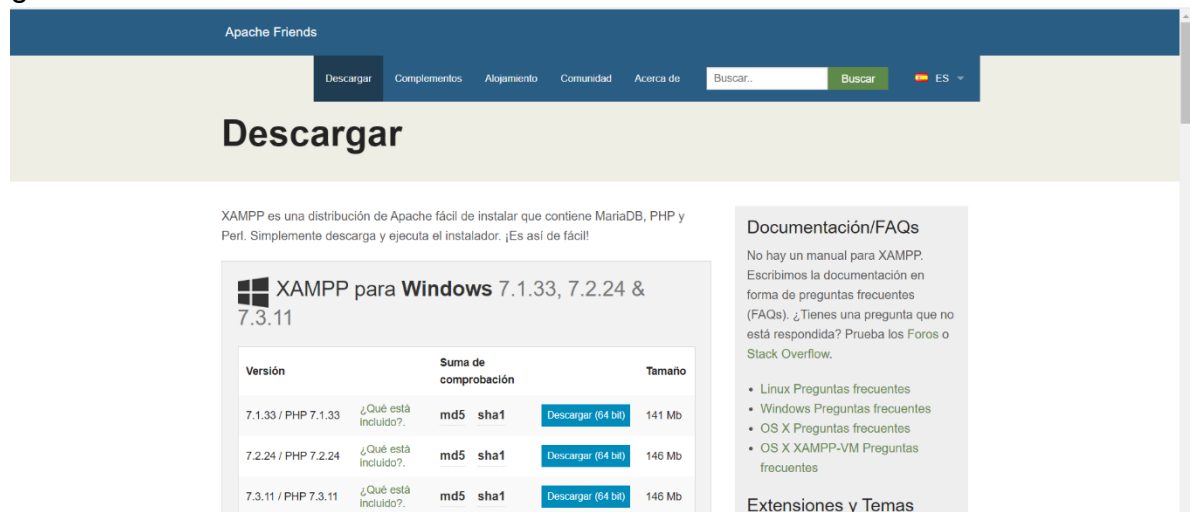 g
Apache Friends
Descargar Complementos Alojamiento Comunidad Acerca de Buscar.. Buscar ES
Descargar
XAMPP es una distribución de Apache fácil de instalar que contiene MariaDB, PHP y
Perl. Simplemente descarga y ejecuta el instalador. ¡Es así de fácil!
XAMPP para Windows 7.1.33, 7.2.24 &
7.3.11
Versión Suma de comprobación Tamaño
7.1.33 / PHP 7.1.33 ¿Qué está incluido?. md5 sha1 Descargar (64 bit) 141 Mb
7.2.24 / PHP 7.2.24 ¿Qué está incluido?. md5 sha1 Descargar (64 bit) 146 Mb
7.3.11 / PHP 7.3.11 ¿Qué está incluido?. md5 sha1 Descargar (64 bit) 146 Mb
Documentación/FAQs
No hay un manual para XAMPP.
Escribimos la documentación en
forma de preguntas frecuentes
(FAQs). ¿Tienes una pregunta que no
está respondida? Prueba los Foros o
Stack Overflow.
Linux Preguntas frecuentes
Windows Preguntas frecuentes
OS X Preguntas frecuentes
OS X XAMPP-VM Preguntas
frecuentes
Extensiones y Temas